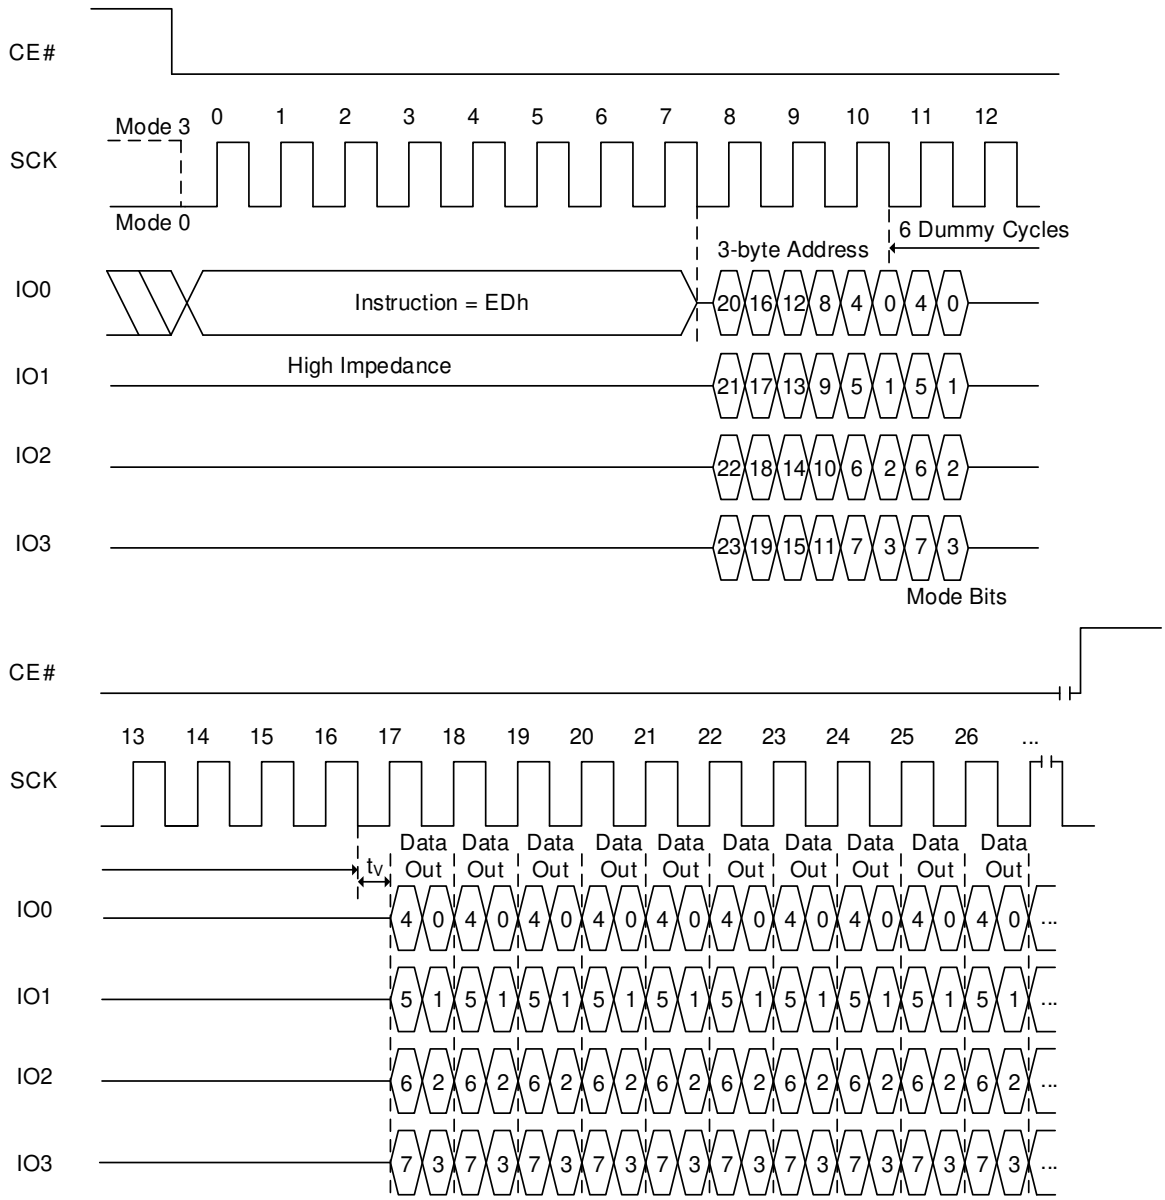 CE#
Mode 3 0 1 2 3 4 5 6 7 8 9 10 11 12
SCK
Mode 0
6 Dummy Cycles
3-byte Address
IO0 Instruction = EDh 20 16 12 8 4 0 4 0
High Impedance
IO1 21 17 13 9 5 1 5 1
IO2 22 18 14 10 6 2 6 2
IO3 23 19 15 11 7 3 7 3
Mode Bits
CE#
13 14 15 16 17 18 19 20 21 22 23 24 25 26 ...
SCK
Data Data Data Data Data Data Data Data Data Data
tV Out Out Out Out Out Out Out Out Out Out
IO0 4 0 4 0 4 0 4 0 4 0 4 0 4 0 4 0 4 0 4 0 ...
IO1 5 1 5 1 5 1 5 1 5 1 5 1 5 1 5 1 5 1 5 1 ...
IO2 6 2 6 2 6 2 6 2 6 2 6 2 6 2 6 2 6 2 6 2 ...
IO3 7 3 7 3 7 3 7 3 7 3 7 3 7 3 7 3 7 3 7 3 ...